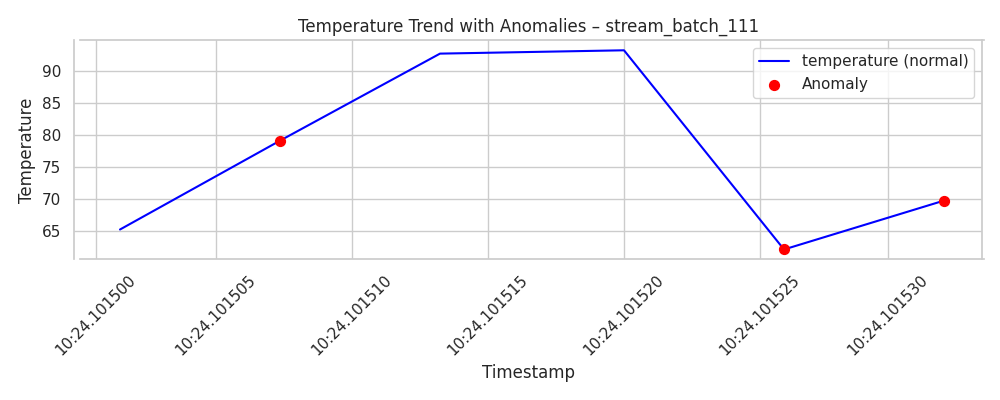 Temperature Trend with Anomalies – stream_batch_111
temperature (normal)
Anomaly
Temperature
90
85
80
75
70
65
10:24.101500
10:24.101505
10:24.101510
10:24.101515
10:24.101520
10:24.101525
10:24.101530
Timestamp